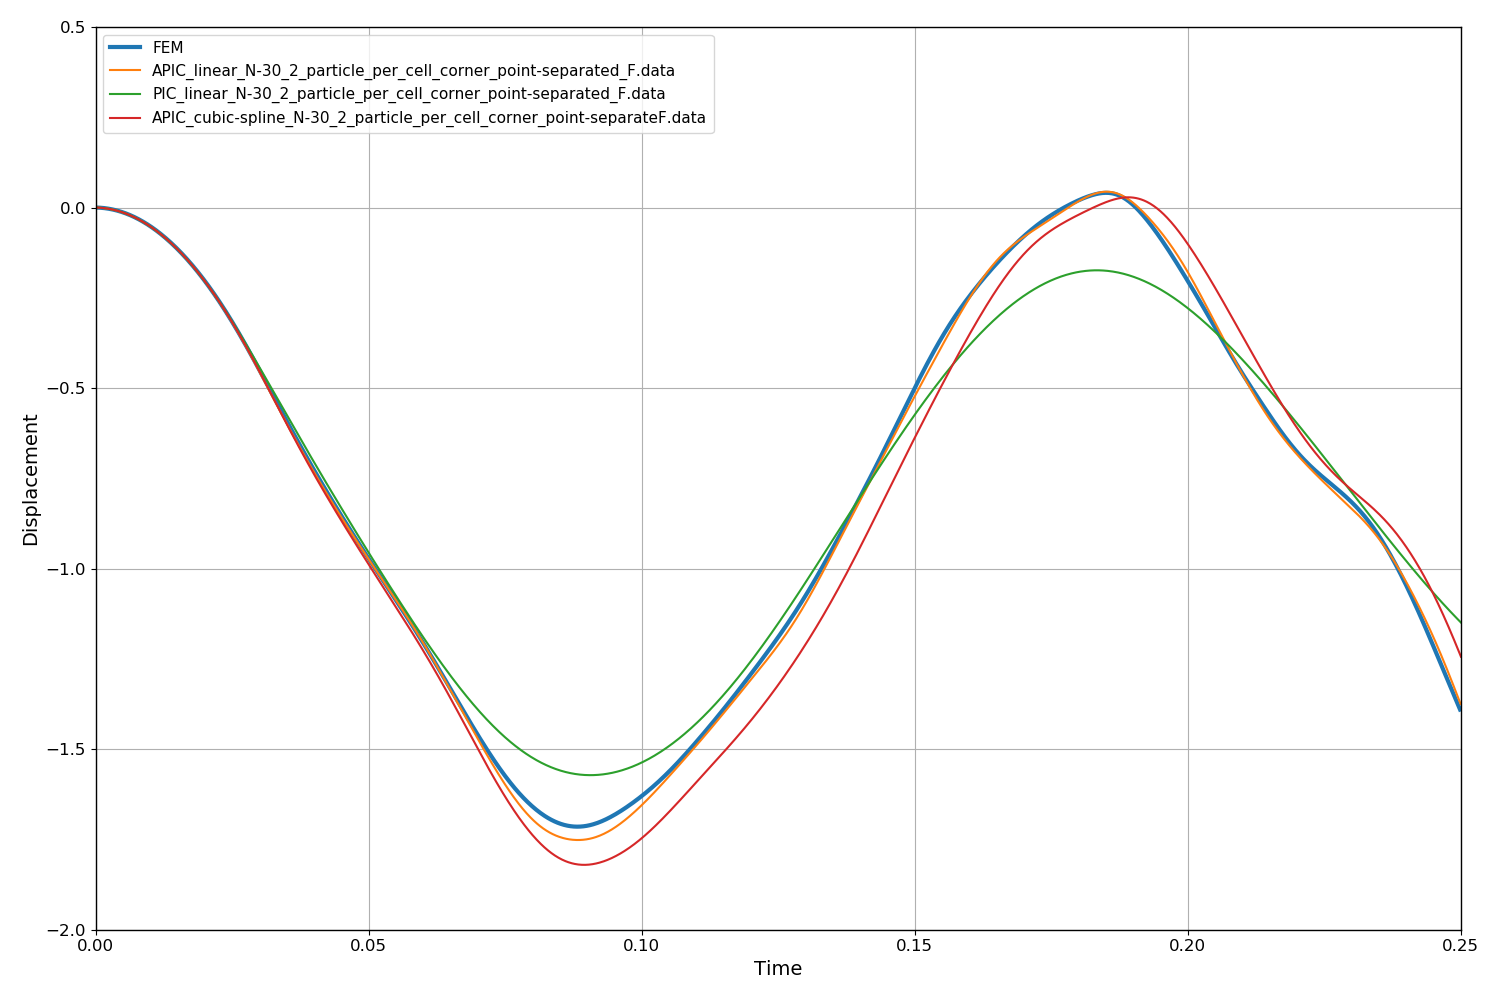 FEM
APIC_linear_N-30_2_particle_per_cell_corner_point-separated_F.data
PIC_linear_N-30_2_particle_per_cell_corner_point-separated_F.data
APIC_cubic-spline_N-30_2_particle_per_cell_corner_point-separateF.data
0.5
0.0
−0.5
−1.0
−1.5
−2.0
Displacement
0.00
0.05
0.10
0.15
0.20
0.25
Time